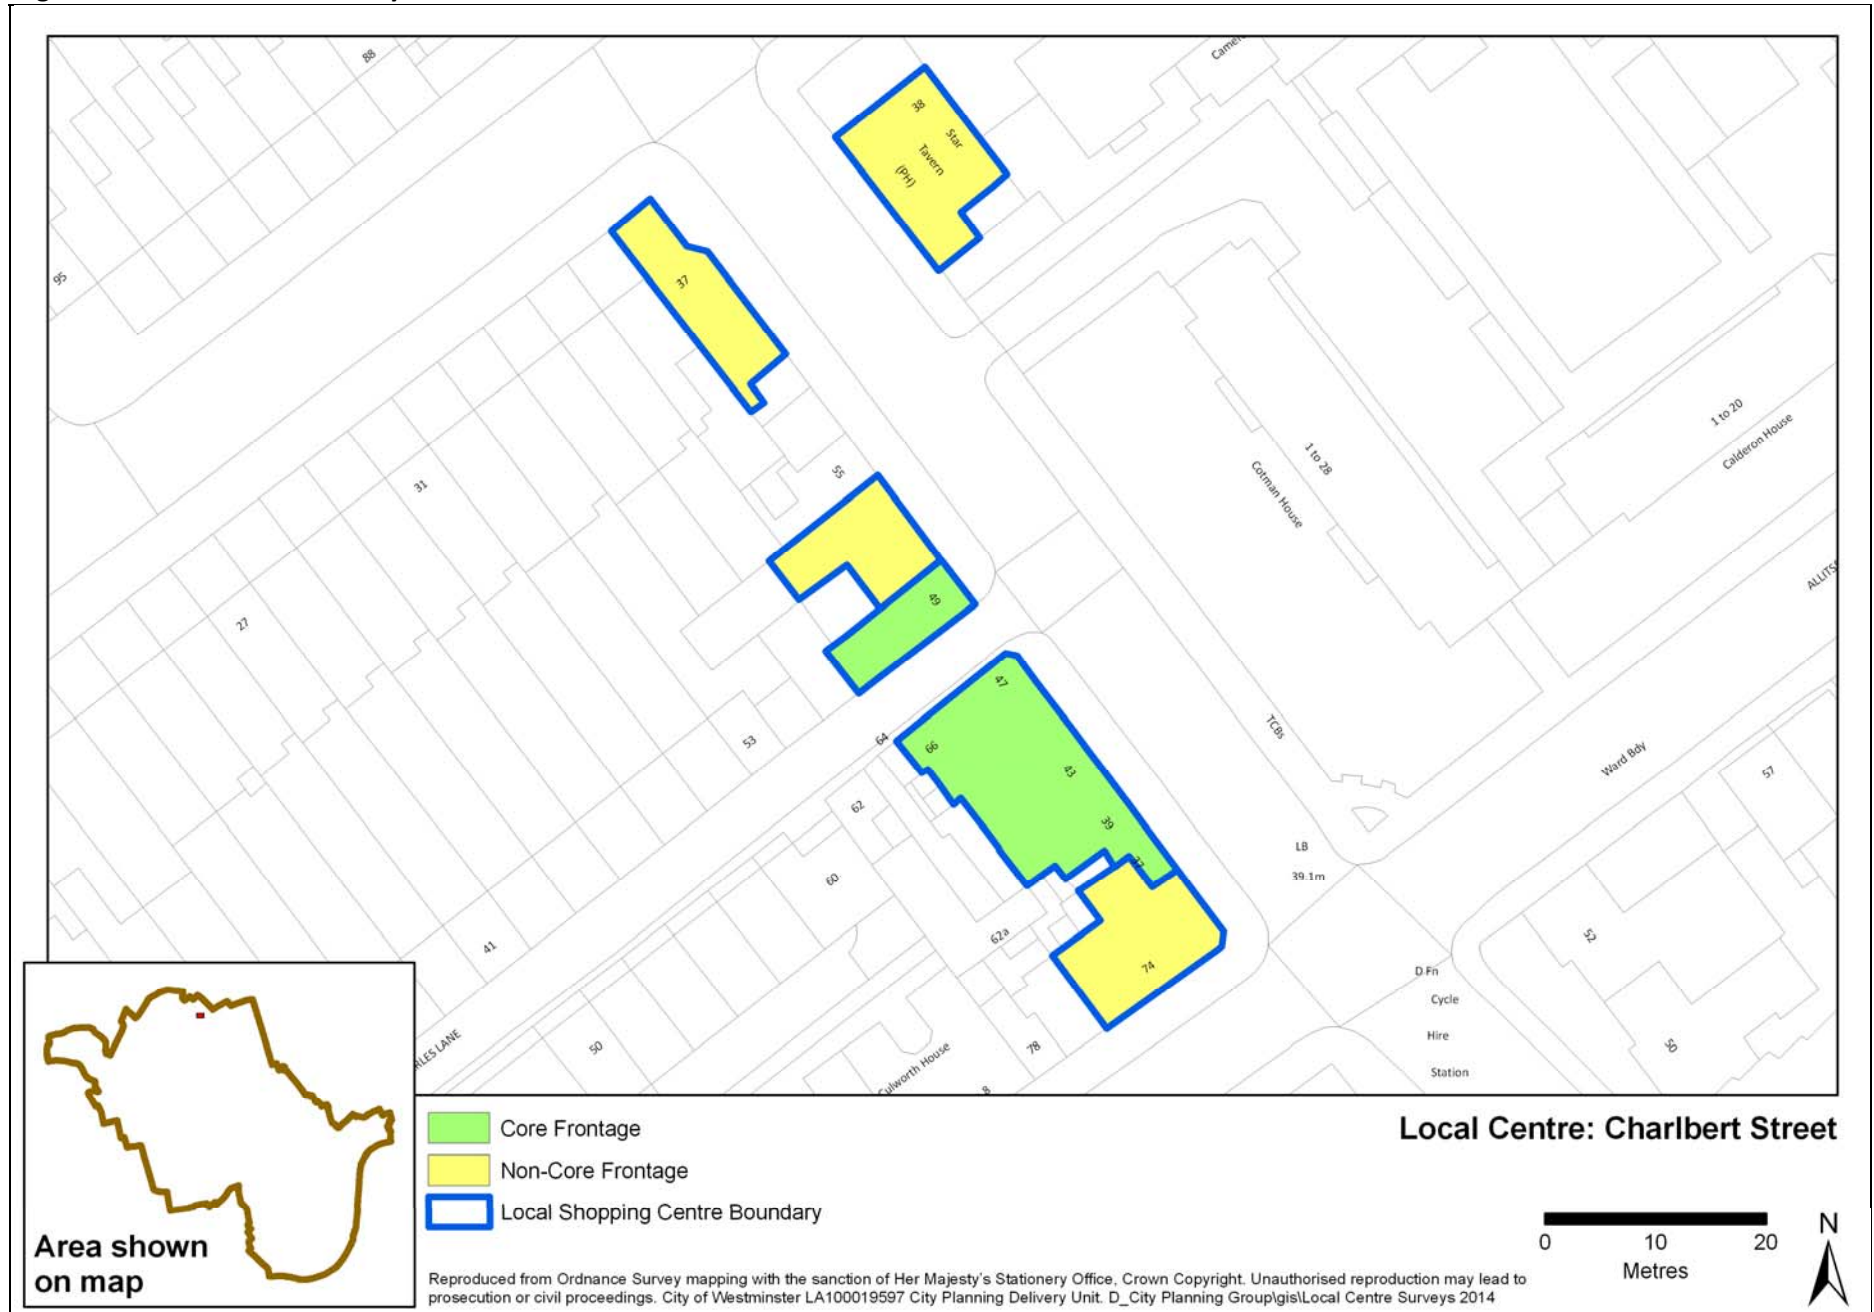 88
38
Star
Tavern
(PH)
95
37
31
55
1 to 28
Cotman House
1 to 20
Calderon House
49
27
47
TCBs
Ward Bdy
53
64
66
43
57
62
39
37
LB
39.1m
60
41
62a
74
52
D Fn
Cycle
Hire
Station
50
78
50
Culworth House
8
Core Frontage
Non-Core Frontage
Local Shopping Centre Boundary
Area shown
on map
Local Centre: Charlbert Street
0 10 20
Metres
N
Reproduced from Ordnance Survey mapping with the sanction of Her Majesty's Stationery Office, Crown Copyright. Unauthorised reproduction may lead to
prosecution or civil proceedings. City of Westminster LA100019597 City Planning Delivery Unit. D_City Planning Group\gis\Local Centre Surveys 2014